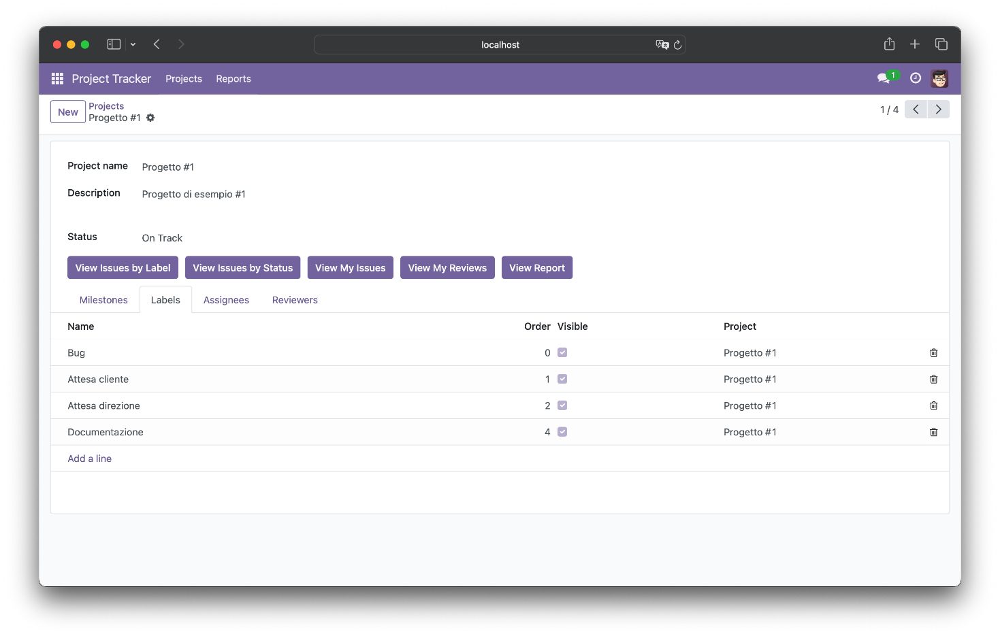 localhost
Project Tracker Projects Reports 1
New Projects
Progetto #1
1 / 4
Project name Progetto #1
Description Progetto di esempio #1
Status On Track
View Issues by Label View Issues by Status View My Issues View My Reviews View Report
Milestones Labels Assignees Reviewers
Name Order Visible Project
Bug 0 Progetto #1
Attesa cliente 1 Progetto #1
Attesa direzione 2 Progetto #1
Documentazione 4 Progetto #1
Add a line